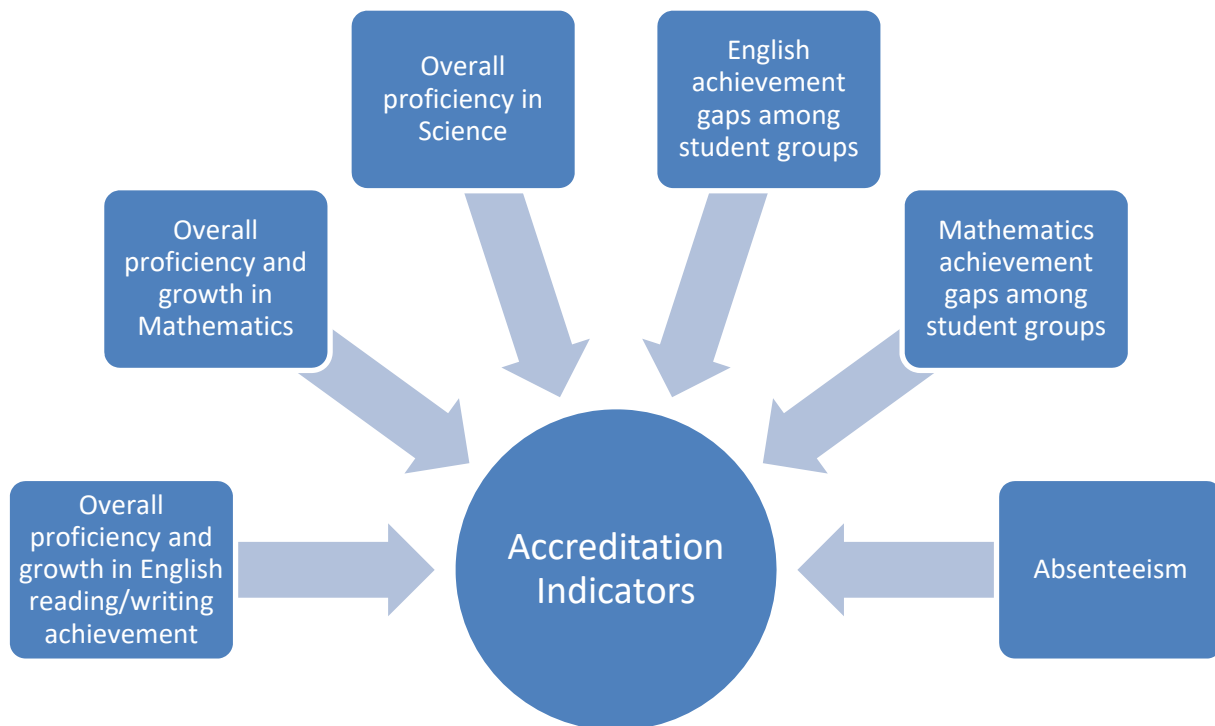 Overall
proficiency in
Science
English
achievement
gaps among
student groups
Overall
proficiency and
growth in
Mathematics
Mathematics
achievement
gaps among
student groups
Overall
proficiency and
growth in English
reading/writing
achievement
Accreditation
Indicators
Absenteeism